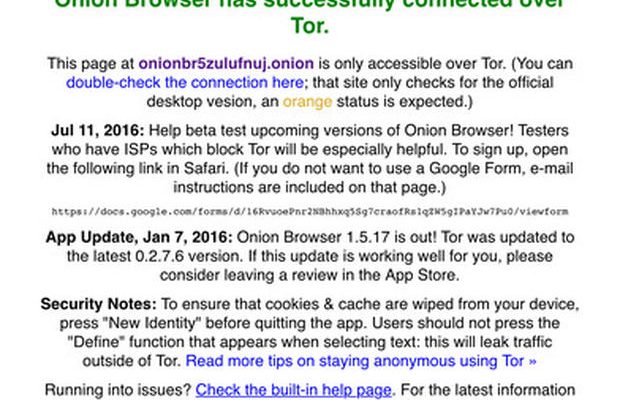 Onion Browser has successfully connected over
Tor.
This page at onionbr5zulufnuj.onion is only accessible over Tor. (You can
double-check the connection here; that site only checks for the official
desktop vesion, an orange status is expected.)
Jul 11, 2016: Help beta test upcoming versions of Onion Browser! Testers
who have ISPs which block Tor will be especially helpful. To sign up, open
the following link in Safari. (If you do not want to use a Google Form, e-mail
instructions are included on that page.)
App Update, Jan 7, 2016: Onion Browser 1.5.17 is out! Tor was updated to
the latest 0.2.7.6 version. If this update is working well for you, please
consider leaving a review in the App Store.
Security Notes: To ensure that cookies & cache are wiped from your device,
press "New Identity" before quitting the app. Users should not press the
"Define" function that appears when selecting text: this will leak traffic
outside of Tor. Read more tips on staying anonymous using Tor »
Running into issues? Check the built-in help page. For the latest information